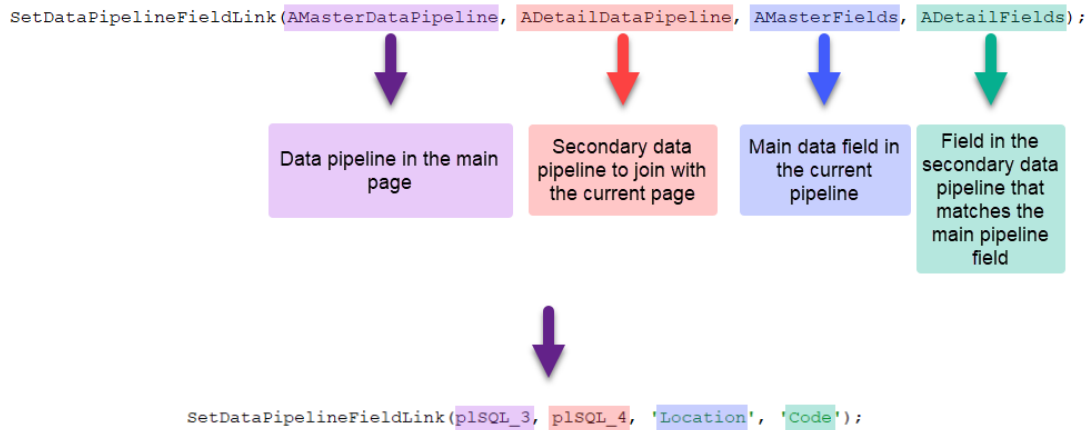 SetDataPipelineFieldLink(AMasterDataPipeline, ADetailDataPipeline, AMasterFields, ADetailFields);
Data pipeline in the main
page
Secondary data
pipeline to join with
the current page
Main data field in
the current
pipeline
Field in the
secondary data
pipeline that
matches the
main pipeline
field
SetDataPipelineFieldLink(plSQL_3, plSQL_4, 'Location', 'Code');